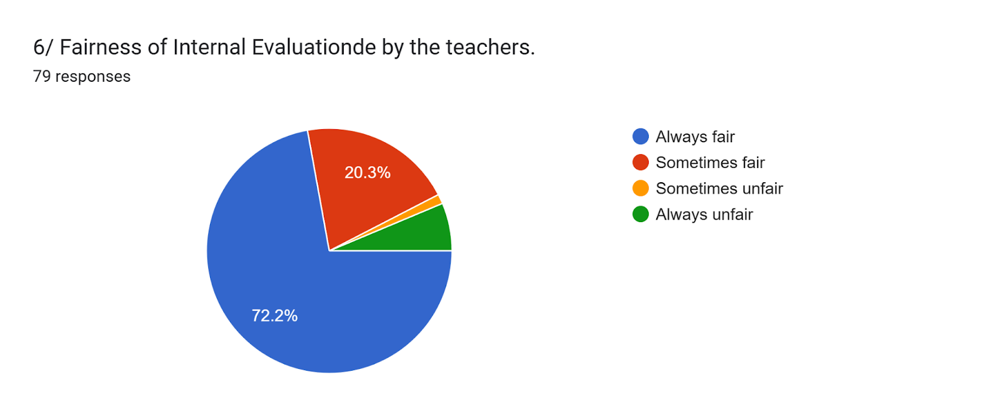 6/ Fairness of Internal Evaluationde by the teachers.
79 responses
20.3%
72.2%
Always fair
Sometimes fair
Sometimes unfair
Always unfair